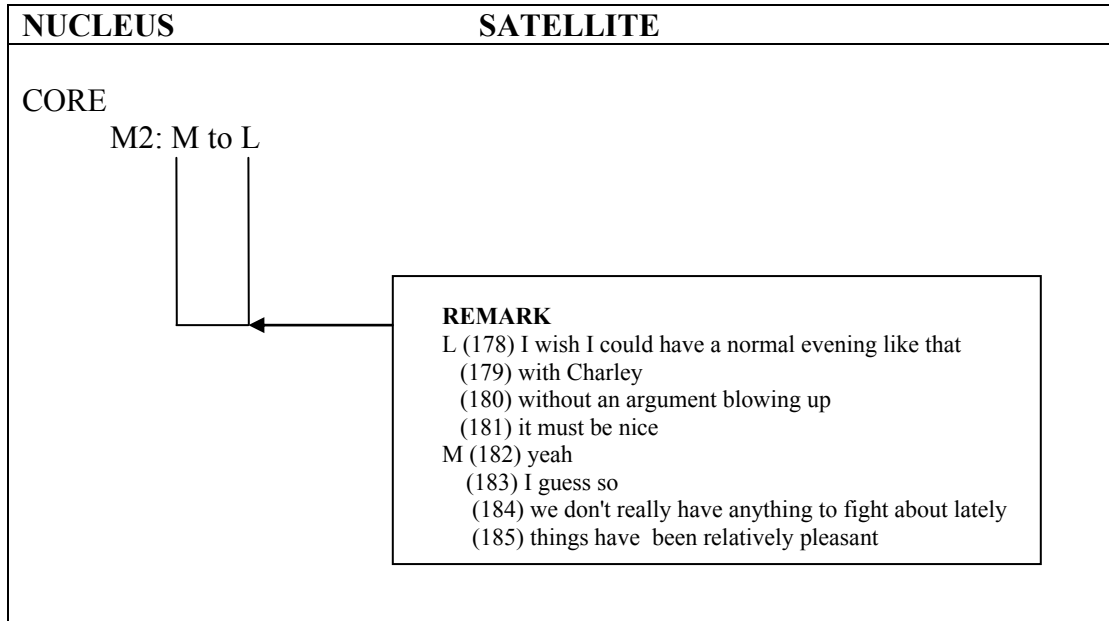 NUCLEUS SATELLITE
CORE
M2: M to L
REMARK
L (178) I wish I could have a normal evening like that
(179) with Charley
(180) without an argument blowing up
(181) it must be nice
M (182) yeah
(183) I guess so
(184) we don't really have anything to fight about lately
(185) things have been relatively pleasant